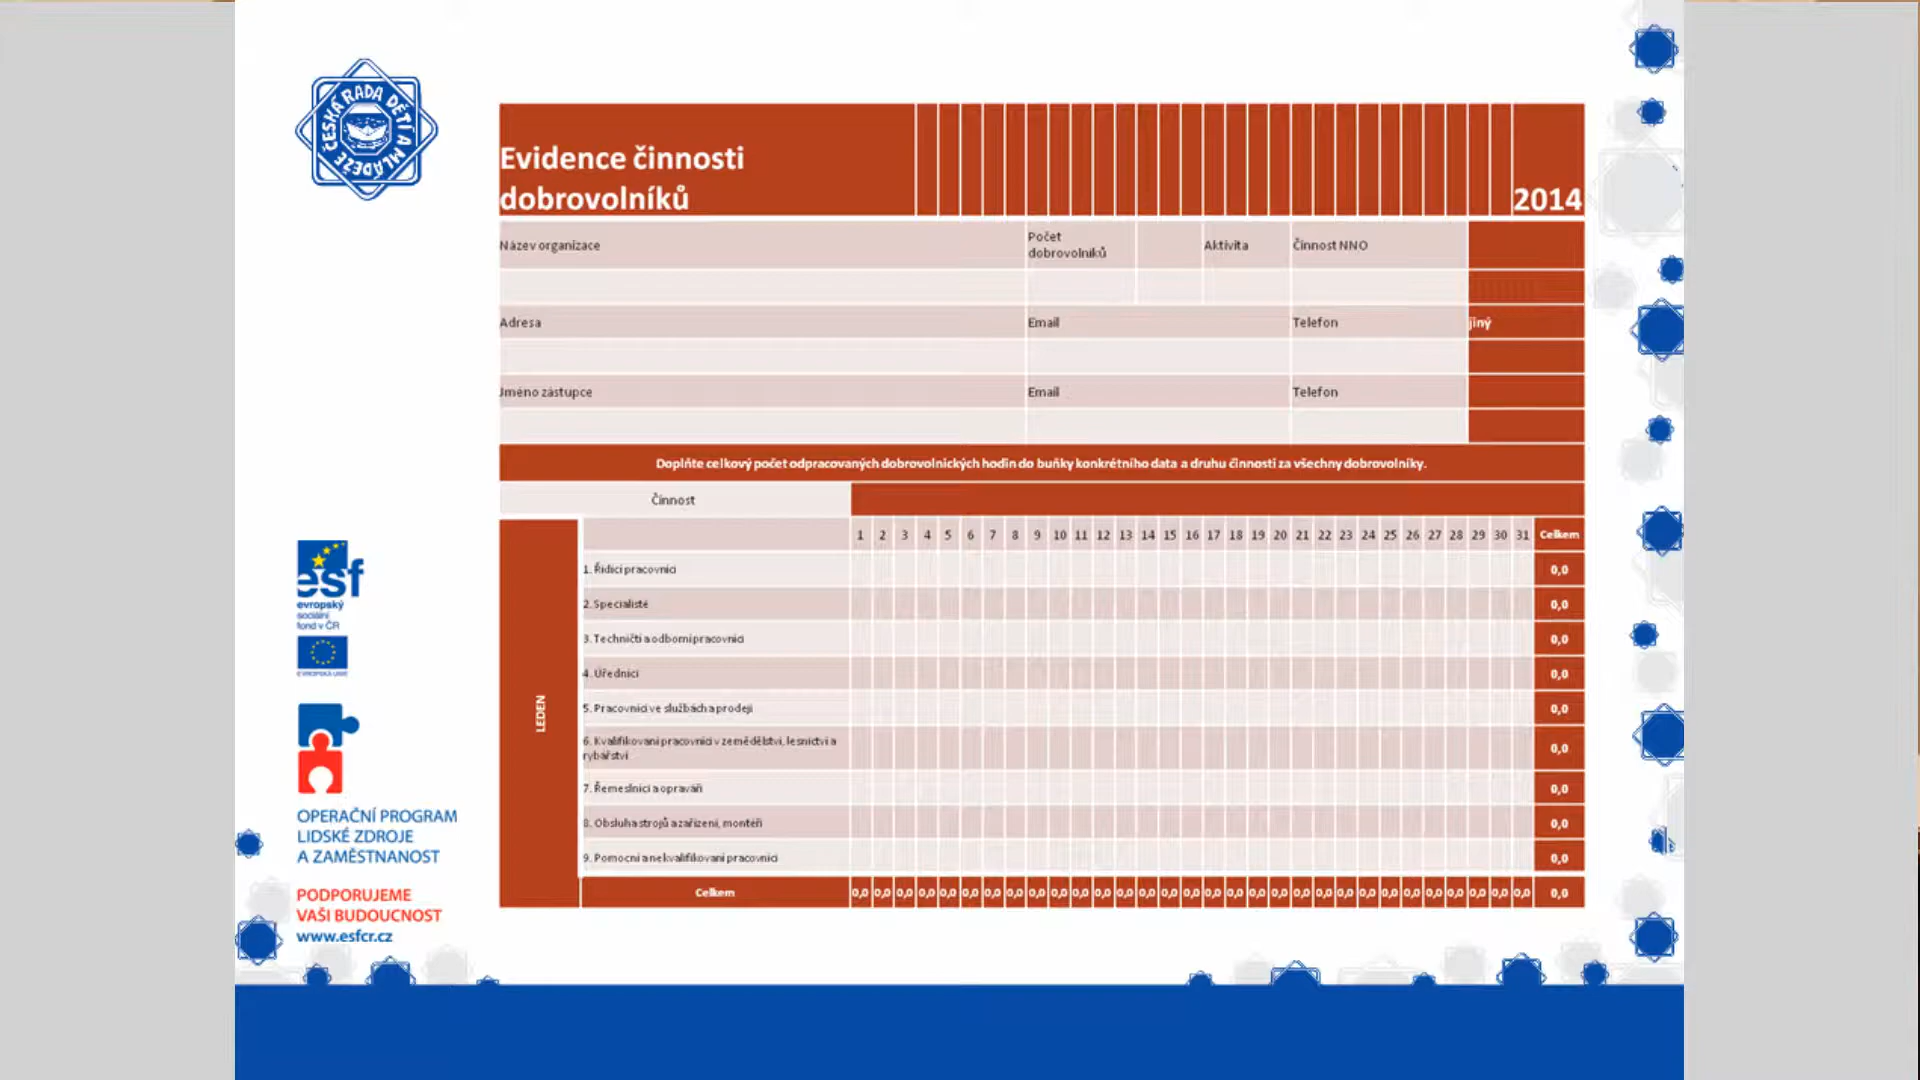 ČESKÁ RADA DĚTÍ A MLÁDEŽE
Evidence činnosti
dobrovolníků
2014
Název organizace
Počet
dobrovolníků
Aktivita
Činnost NNO
Adresa
Email
Telefon
jiný
Jméno zástupce
Email
Telefon
Doplňte celkový počet odpracovaných dobrovolnických hodin do buňky konkrétního data a druhu činnosti za všechny dobrovolníky.
Činnost
1 2 3 4 5 6 7 8 9 10 11 12 13 14 15 16 17 18 19 20 21 22 23 24 25 26 27 28 29 30 31 Celkem
LEDEN
1. Řídící pracovníci 0,0
2. Specialisté 0,0
3. Techničtí a odborní pracovníci 0,0
4. Úředníci 0,0
5. Pracovníci ve službách a prodeji 0,0
6. Kvalifikovaní pracovníci v zemědělství, lesnictví a
rybářství 0,0
7. Řemeslníci a opraváři 0,0
8. Obsluha strojů a zařízení, montéři 0,0
9. Pomocní a nekvalifikovaní pracovníci 0,0
Celkem 0,0 0,0 0,0 0,0 0,0 0,0 0,0 0,0 0,0 0,0 0,0 0,0 0,0 0,0 0,0 0,0 0,0 0,0 0,0 0,0 0,0 0,0 0,0 0,0 0,0 0,0 0,0 0,0 0,0 0,0 0,0 0,0
esf
evropský
sociální
fond v ČR
EVROPSKÁ UNIE
OPERAČNÍ PROGRAM
LIDSKÉ ZDROJE
A ZAMĚSTNANOST
PODPORUJEME
VAŠI BUDOUCNOST
www.esfcr.cz